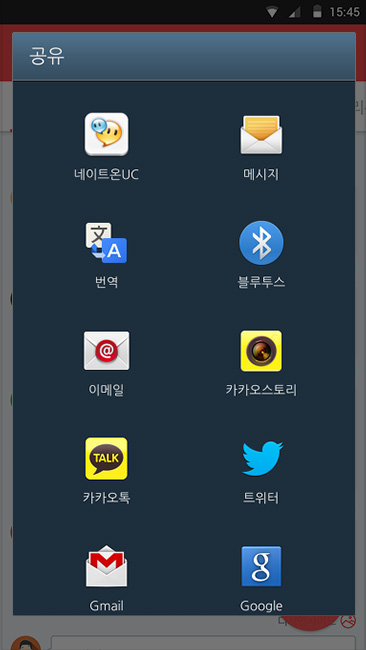 15:45
공유
네이트온UC
메시지
번역
블루투스
이메일
카카오스토리
TALK
카카오톡
트위터
Gmail
Google